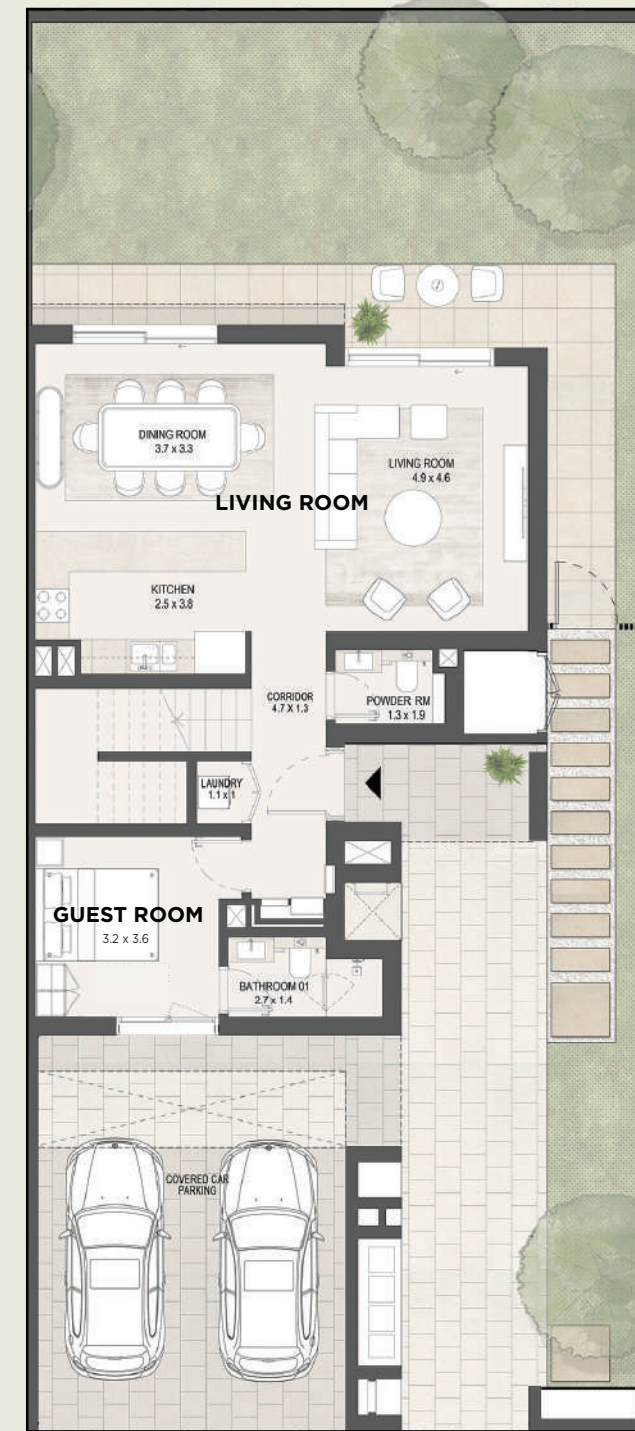 DINING ROOM
3.7 x 3.3
LIVING ROOM
4.9 x 4.6
LIVING ROOM
KITCHEN
2.5 x 3.8
CORRIDOR
4.7 X 1.3
POWDER RM
1.3 x 1.9
LAUNDRY
1.1 x 1
GUEST ROOM
3.2 x 3.6
BATHROOM 01
2.7 x 1.4
COVERED CAR
PARKING